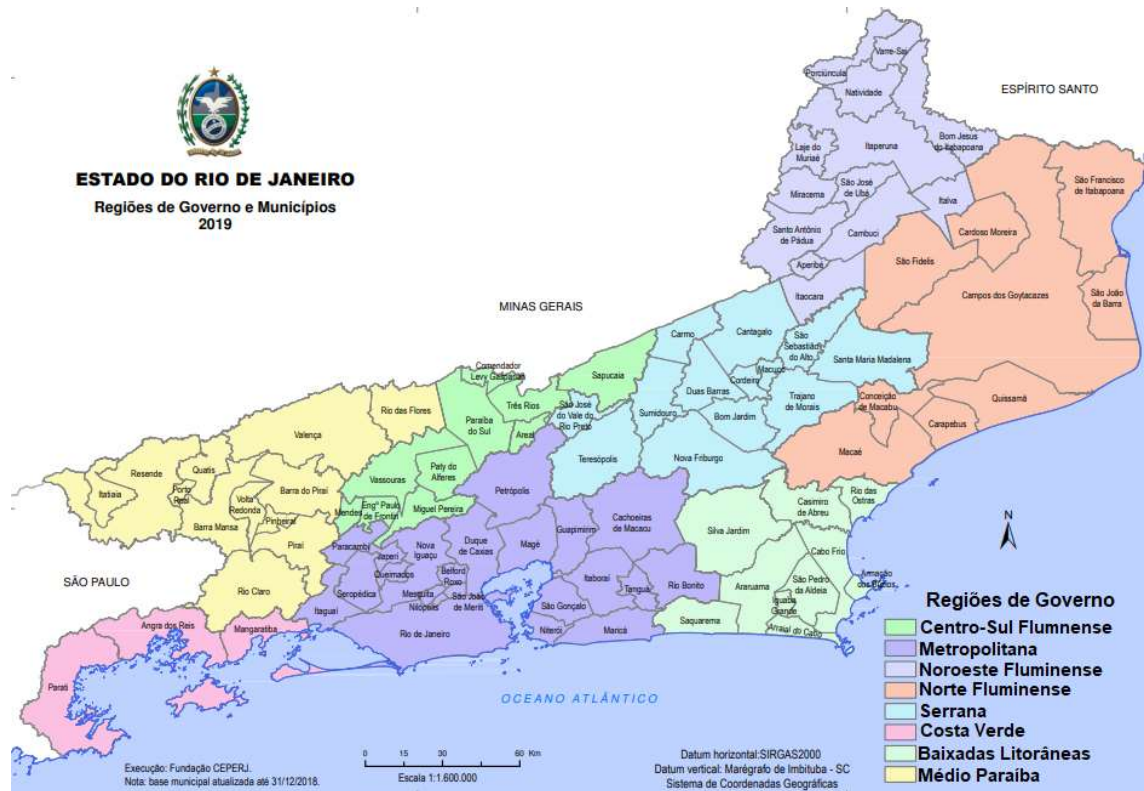 ESTADO DO RIO DE JANEIRO
Regiões de Governo e Municípios
2019
ESPÍRITO SANTO
MINAS GERAIS
SÃO PAULO
OCEANO ATLÂNTICO
Varre-Sai
Porciúncula
Natividade
Bom Jesus
do Itabapoana
Laje do
Muriaé
Itaperuna
São Francisco
de Itabapoana
Miracema
São José
de Ubá
Italva
Santo Antônio
de Pádua
Cambuci
Cardoso Moreira
Aperibé
São Fidelis
Itaocara
Campos dos Goytacazes
São João
da Barra
Carmo
Cantagalo
São
Sebastião
do Alto
Santa Maria Madalena
Macuco
Cordeiro
Duas Barras
Trajano
de Morais
Conceição
de Macabu
Quissamã
Carapebus
Macaé
Sumidouro
Bom Jardim
Nova Friburgo
Teresópolis
São José
do Vale do
Rio Preto
Comendador
Levy Gasparian
Sapucaia
Três Rios
Paraíba
do Sul
Areal
Rio das Flores
Valença
Paty do
Alferes
Vassouras
Mendes
Engº Paulo
de Frontin
Miguel Pereira
Resende
Itatiaia
Quatis
Porto
Real
Volta
Redonda
Barra do Piraí
Barra Mansa
Pinheiral
Piraí
Rio Claro
Petrópolis
Paracambi
Japeri
Nova
Iguaçu
Duque
de Caxias
Magé
Guapimirim
Cachoeiras
de Macacu
Queimados
Belford
Roxo
Seropédica
Mesquita
Nilópolis
São João
de Meriti
Itaguaí
Rio de Janeiro
São Gonçalo
Niterói
Itaboraí
Tanguá
Rio Bonito
Maricá
Silva Jardim
Casimiro
de Abreu
Rio das
Ostras
Cabo Frio
Armação
dos Búzios
Araruama
São Pedro
da Aldeia
Iguaba
Grande
Saquarema
Arraial do Cabo
Angra dos Reis
Mangaratiba
Parati
N
Regiões de Governo
Centro-Sul Flumnense
Metropolitana
Noroeste Fluminense
Norte Fluminense
Serrana
Costa Verde
Baixadas Litorâneas
Médio Paraíba
Execução: Fundação CEPERJ.
Nota: base municipal atualizada até 31/12/2018.
0 30 60 Km
Escala 1:1.600.000
Datum horizontal:SIRGAS2000
Datum vertical: Marégrafo de Imbituba - SC
Sistema de Coordenadas Geográficas